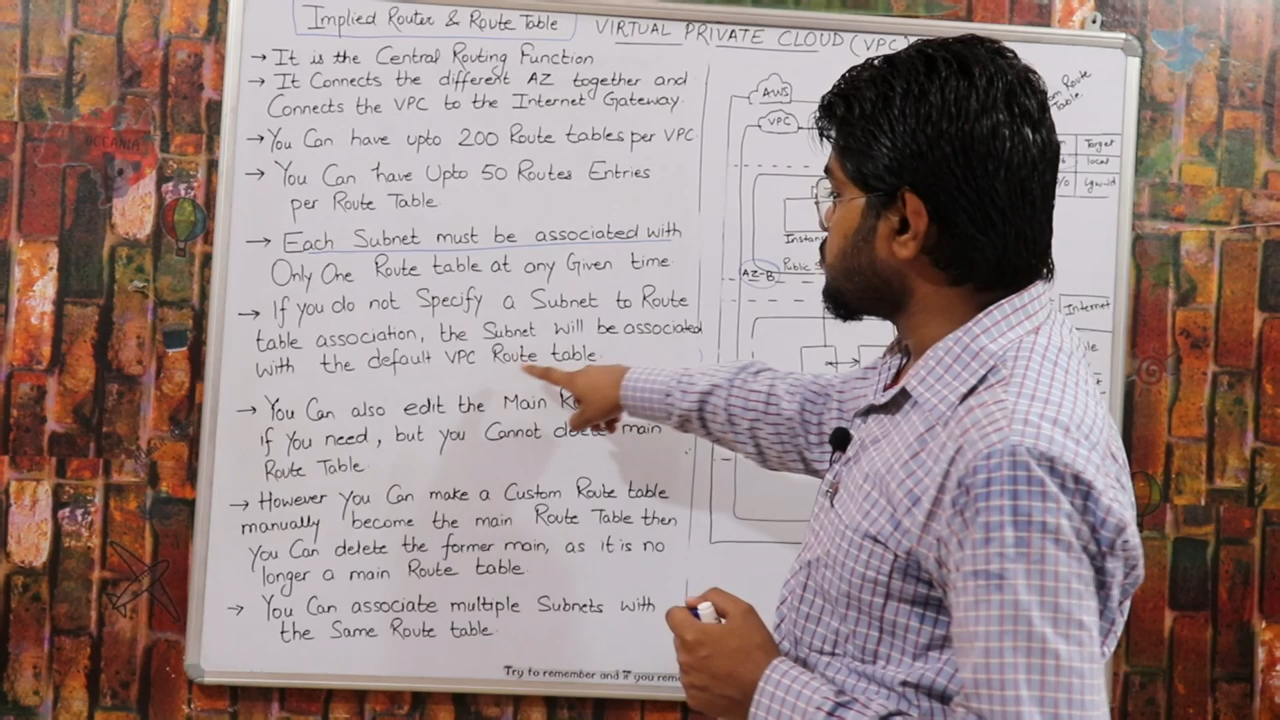 Implied Router & Route Table
VIRTUAL PRIVATE CLOUD (VPC)
→ It is the Central Routing Function
→ It Connects the different AZ together and
Connects the VPC to the Internet Gateway.
→ You Can have upto 200 Route tables per VPC.
→ You Can have Upto 50 Routes Entries
per Route Table.
→ Each Subnet must be associated with
Only One Route table at any Given time.
→ If you do not Specify a Subnet to Route
table association, the Subnet will be associated
with the default VPC Route table.
→ You Can also edit the Main
if You need, but you Cannot delete main
Route Table.
→ However You Can make a Custom Route table
manually become the main Route Table then
You Can delete the former main, as it is no
longer a main Route table.
→ You Can associate multiple Subnets with
the Same Route table.
Try to remember and if you
AWS
VPC
Public
AZ-B
Route
Table
Target
local
Igw-id
Internet
OCEANIA